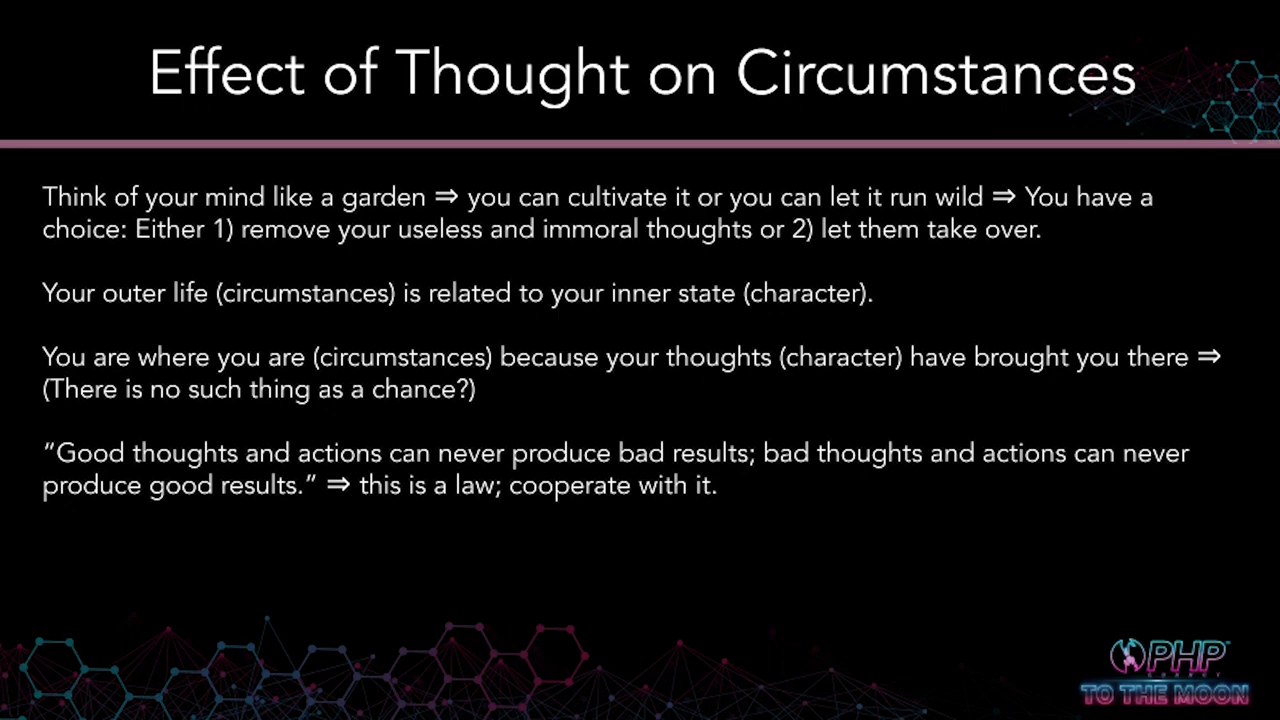 Effect of Thought on Circumstances
Think of your mind like a garden ⇒ you can cultivate it or you can let it run wild ⇒ You have a
choice: Either 1) remove your useless and immoral thoughts or 2) let them take over.
Your outer life (circumstances) is related to your inner state (character).
You are where you are (circumstances) because your thoughts (character) have brought you there ⇒
(There is no such thing as a chance?)
“Good thoughts and actions can never produce bad results; bad thoughts and actions can never
produce good results.” ⇒ this is a law; cooperate with it.
PHP
TO THE MOON